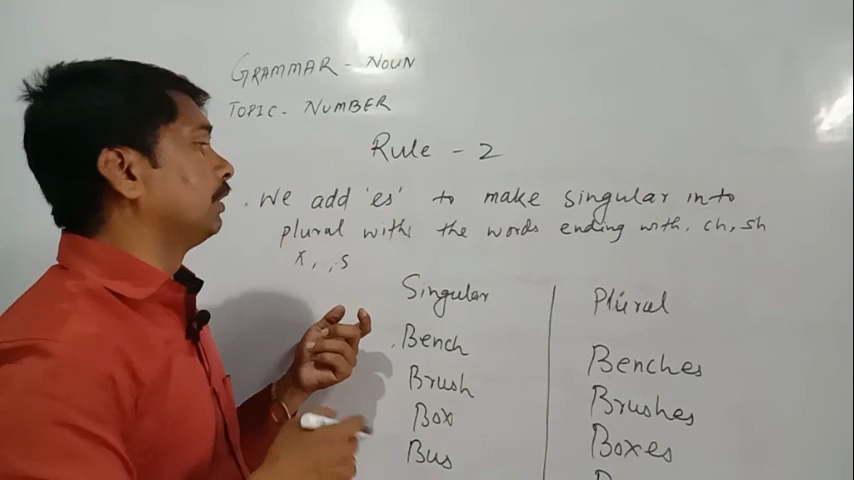 GRAMMAR - NOUN
TOPIC - NUMBER
Rule - 2
. We add 'es' to make singular into
plural with the words ending with, ch, sh
x, , s
Singular Plural
. Bench Benches
Brush Brushes
Box Boxes
Bus